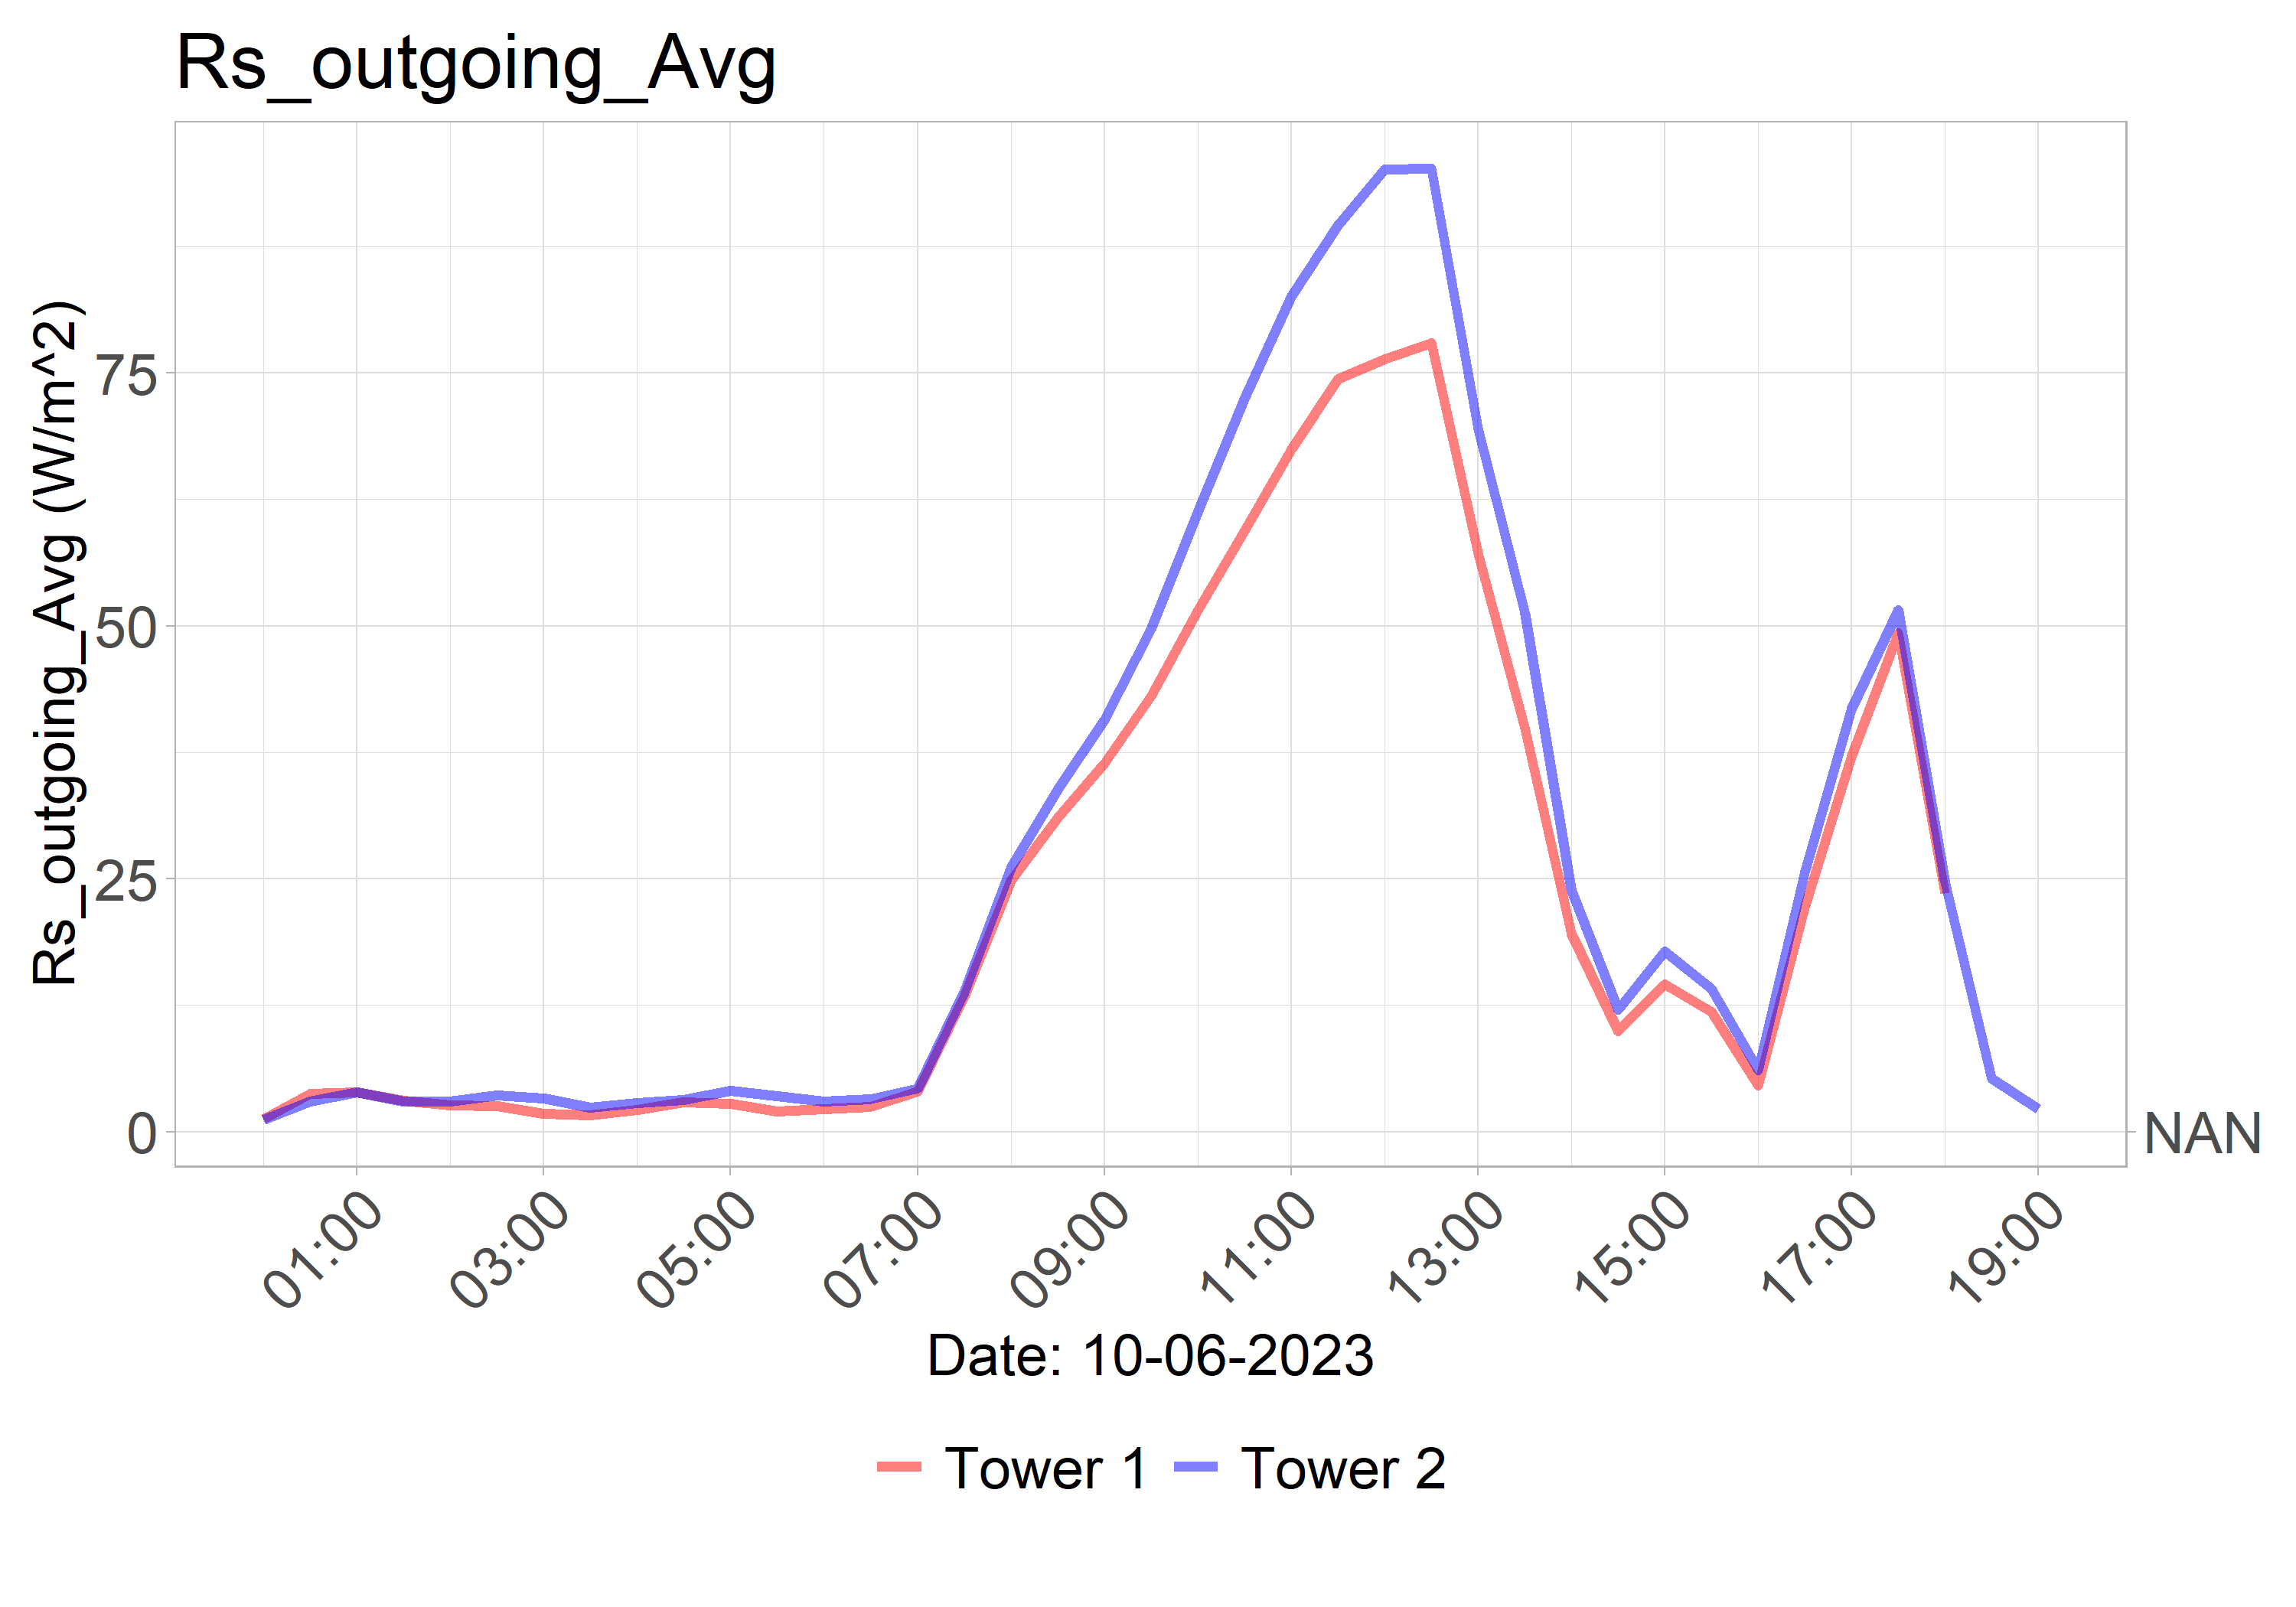 Rs_outgoing_Avg
Rs_outgoing_Avg (W/m^2)
75
50
25
0
NAN
01:00
03:00
05:00
07:00
09:00
11:00
13:00
15:00
17:00
19:00
Date: 10-06-2023
Tower 1
Tower 2